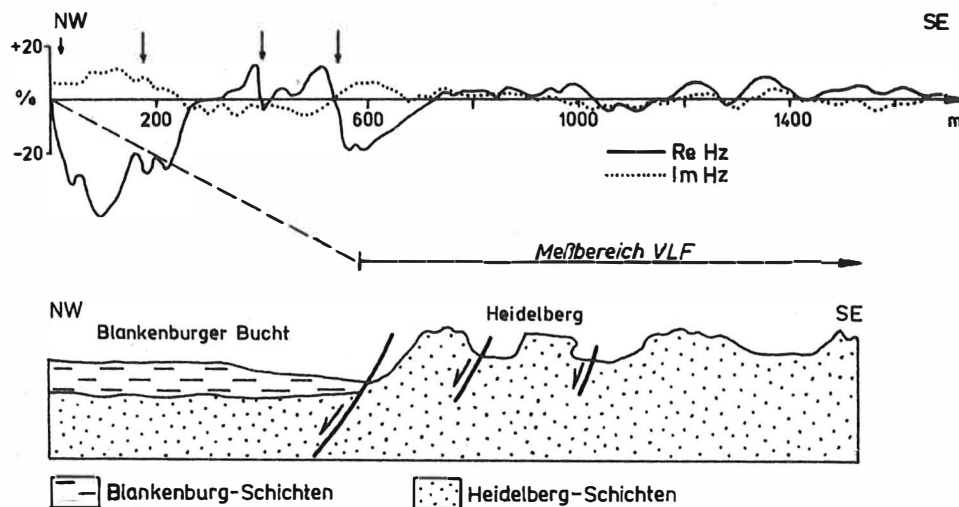 NW SE
+20
%
200 600 1000 1400 m
-20
Re Hz
Im Hz
Meßbereich VLF
NW SE
Blankenburger Bucht Heidelberg
Blankenburg-Schichten Heidelberg-Schichten